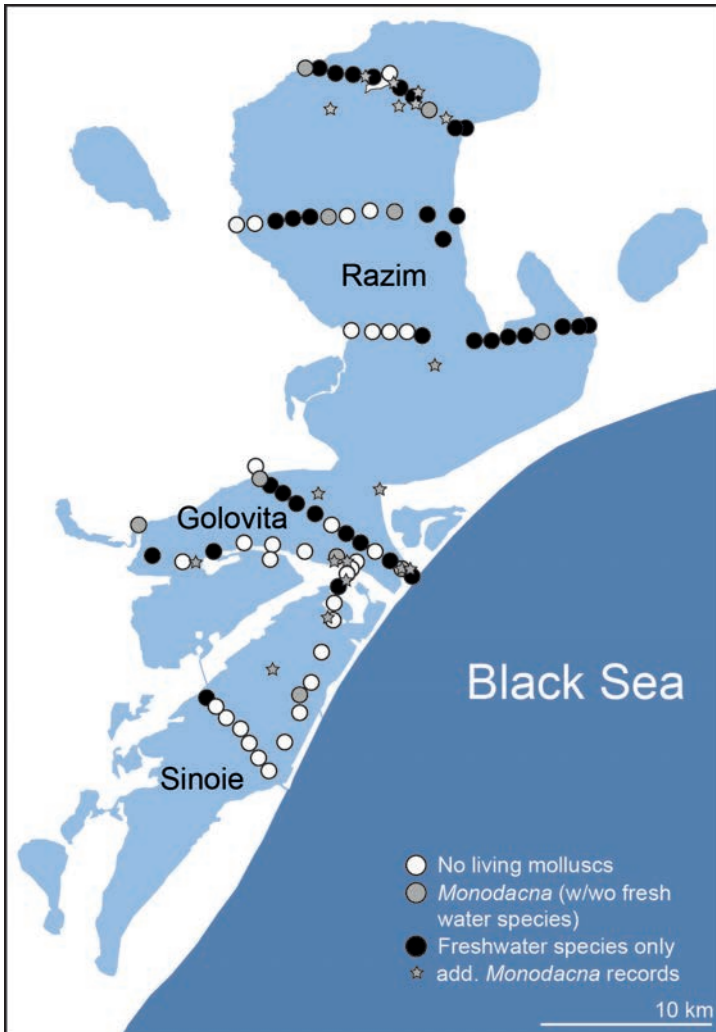 Razim
Golovita
Black Sea
Sinoie
No living molluscs
Monodacna (w/wo fresh
water species)
Freshwater species only
add. Monodacna records
10 km